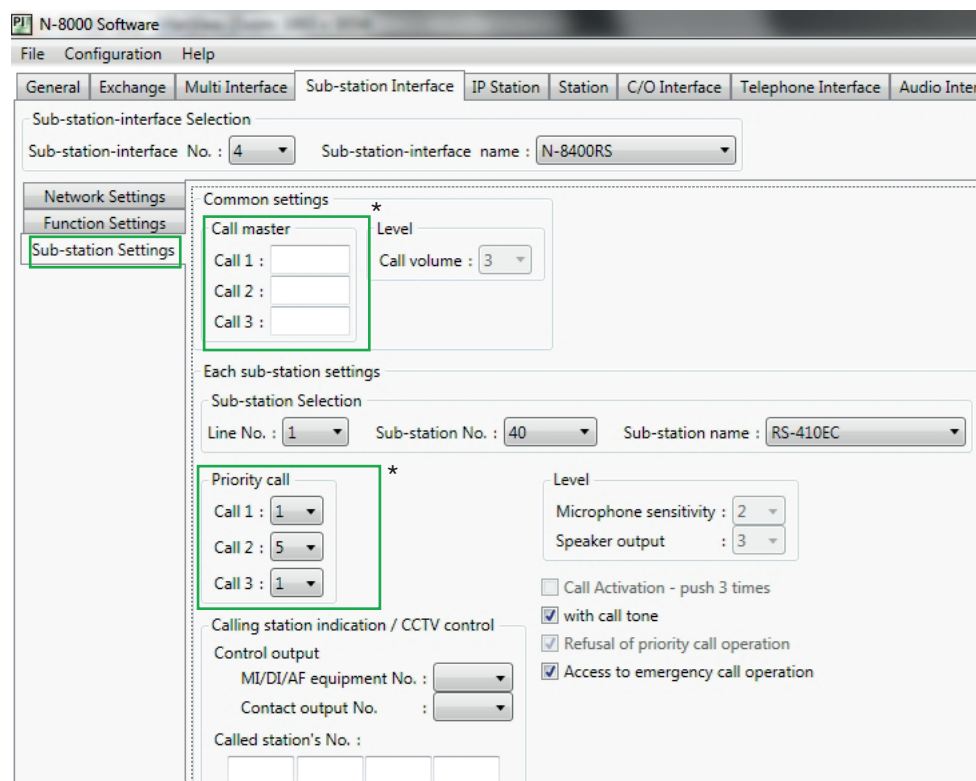 PJ N-8000 Software
File Configuration Help
General Exchange Multi Interface Sub-station Interface IP Station Station C/O Interface Telephone Interface Audio Inter
Sub-station-interface Selection
Sub-station-interface No. : 4 Sub-station-interface name : N-8400RS
Network Settings
Function Settings
Sub-station Settings
Common settings
*
Call master
Call 1 :
Call 2 :
Call 3 :
Level
Call volume : 3
Each sub-station settings
Sub-station Selection
Line No. : 1 Sub-station No. : 40 Sub-station name : RS-410EC
Priority call
*
Call 1 : 1
Call 2 : 5
Call 3 : 1
Level
Microphone sensitivity : 2
Speaker output : 3
Call Activation - push 3 times
with call tone
Refusal of priority call operation
Access to emergency call operation
Calling station indication / CCTV control
Control output
MI/DI/AF equipment No. :
Contact output No. :
Called station's No. :